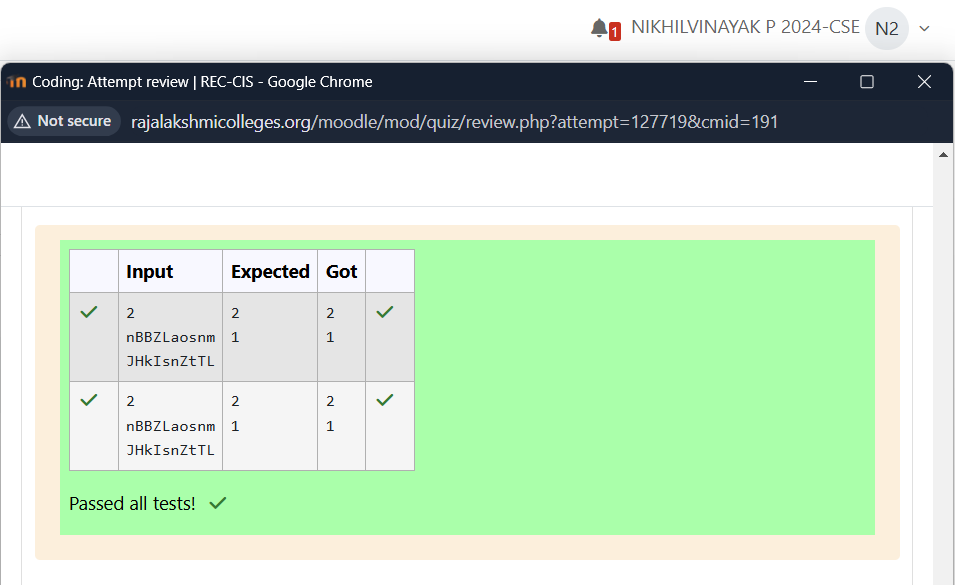 1 NIKHILVINAYAK P 2024-CSE N2
in Coding: Attempt review | REC-CIS - Google Chrome
Not secure rajalakshmicolleges.org/moodle/mod/quiz/review.php?attempt=127719&cmid=191
Input Expected Got
2 2 2
nBBZLaosnm 1 1
JHkIsnZtTL
2 2 2
nBBZLaosnm 1 1
JHkIsnZtTL
Passed all tests!